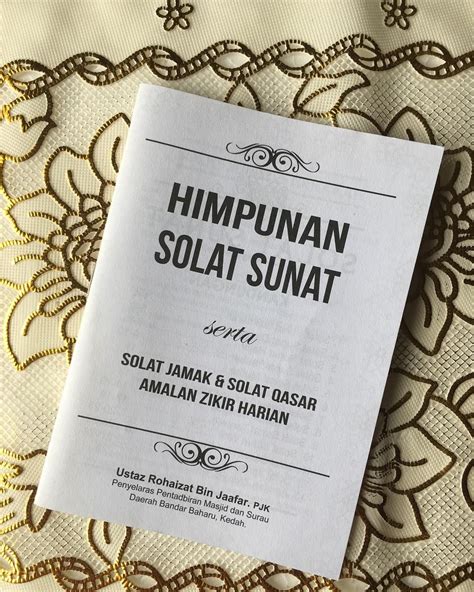 HIMPUNAN
SOLAT SUNAT
serta
SOLAT JAMAK & SOLAT QASAR
AMALAN ZIKIR HARIAN
Ustaz Rohaizat Bin Jaafar. PJK
Penyelaras Pentadbiran Masjid dan Surau
Daerah Bandar Baharu, Kedah.